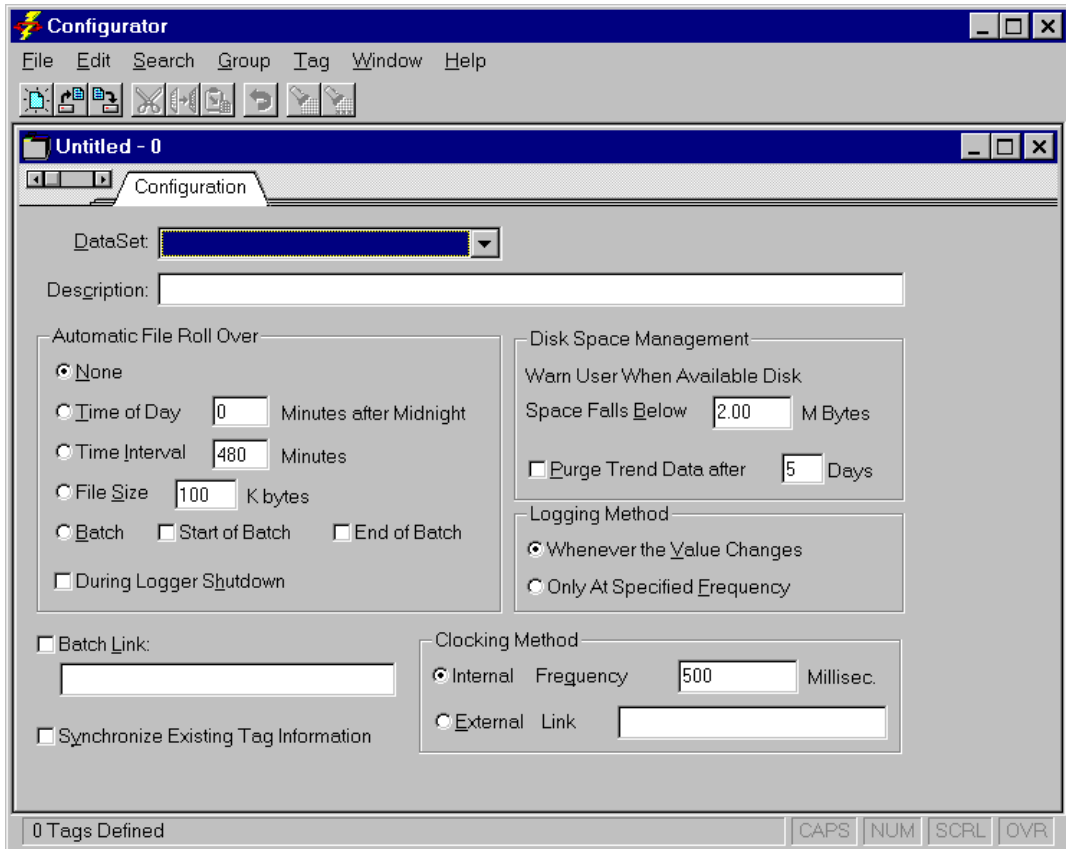 Configurator
File Edit Search Group Tag Window Help
Untitled - 0
Configuration
DataSet:
Description:
Automatic File Roll Over
None
Time of Day 0 Minutes after Midnight
Time Interval 480 Minutes
File Size 100 K bytes
Batch Start of Batch End of Batch
During Logger Shutdown
Disk Space Management
Warn User When Available Disk
Space Falls Below 2.00 M Bytes
Purge Trend Data after 5 Days
Logging Method
Whenever the Value Changes
Only At Specified Frequency
Batch Link:
Synchronize Existing Tag Information
Clocking Method
Internal Frequency 500 Millisec.
External Link
0 Tags Defined CAPS NUM SCRL OVR